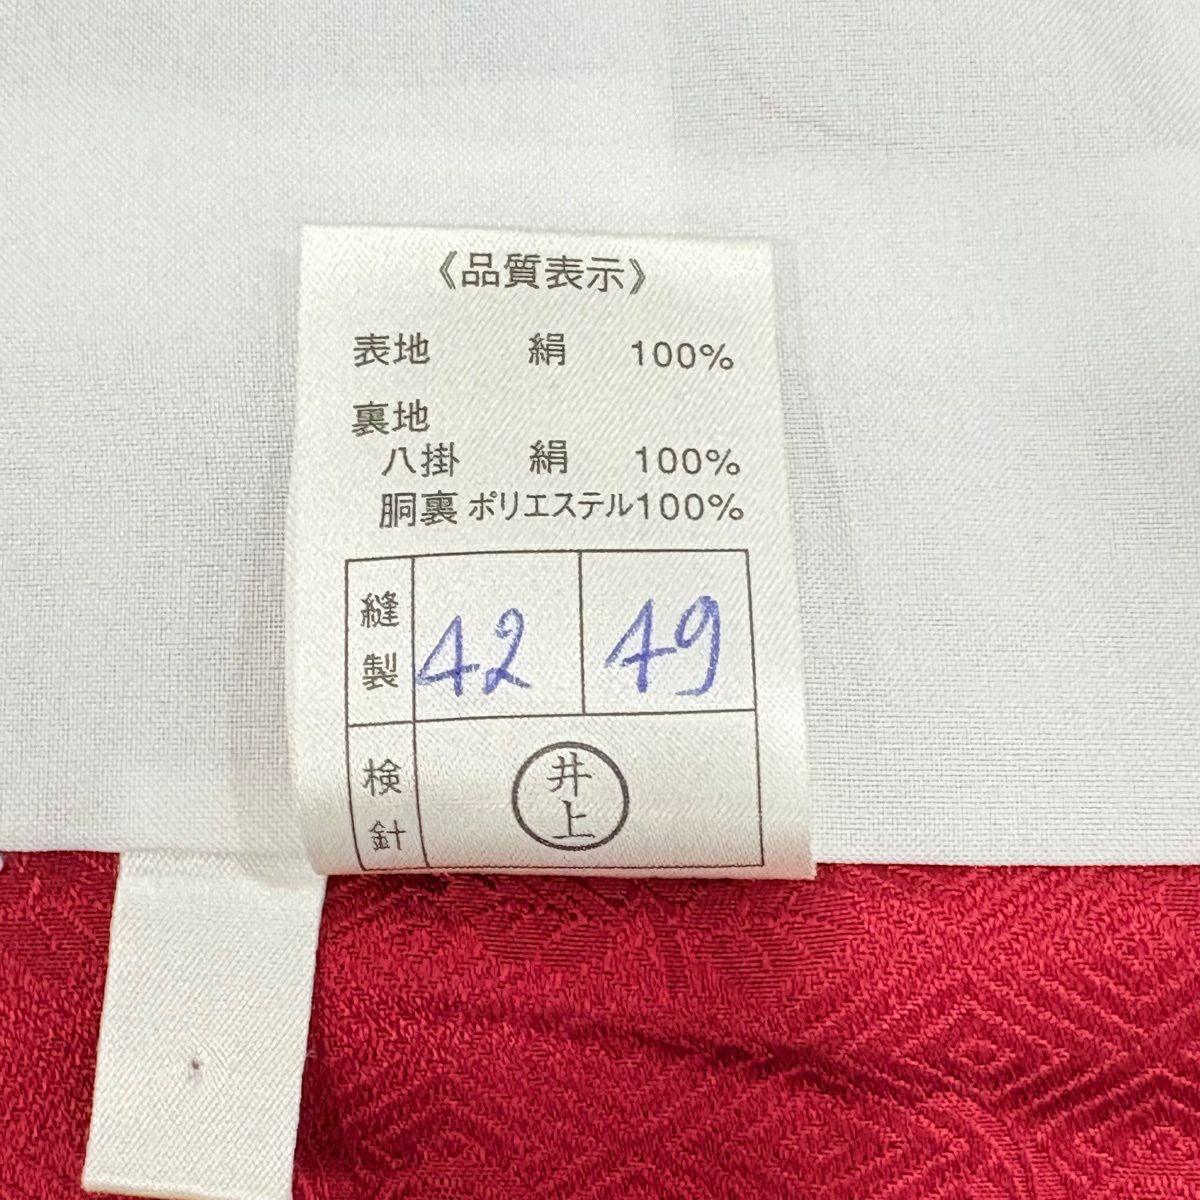 《品質表示》
表地 絹 100%
裏地
八掛 絹 100%
胴裏 ポリエステル100%
縫製 42 49
検針 井上